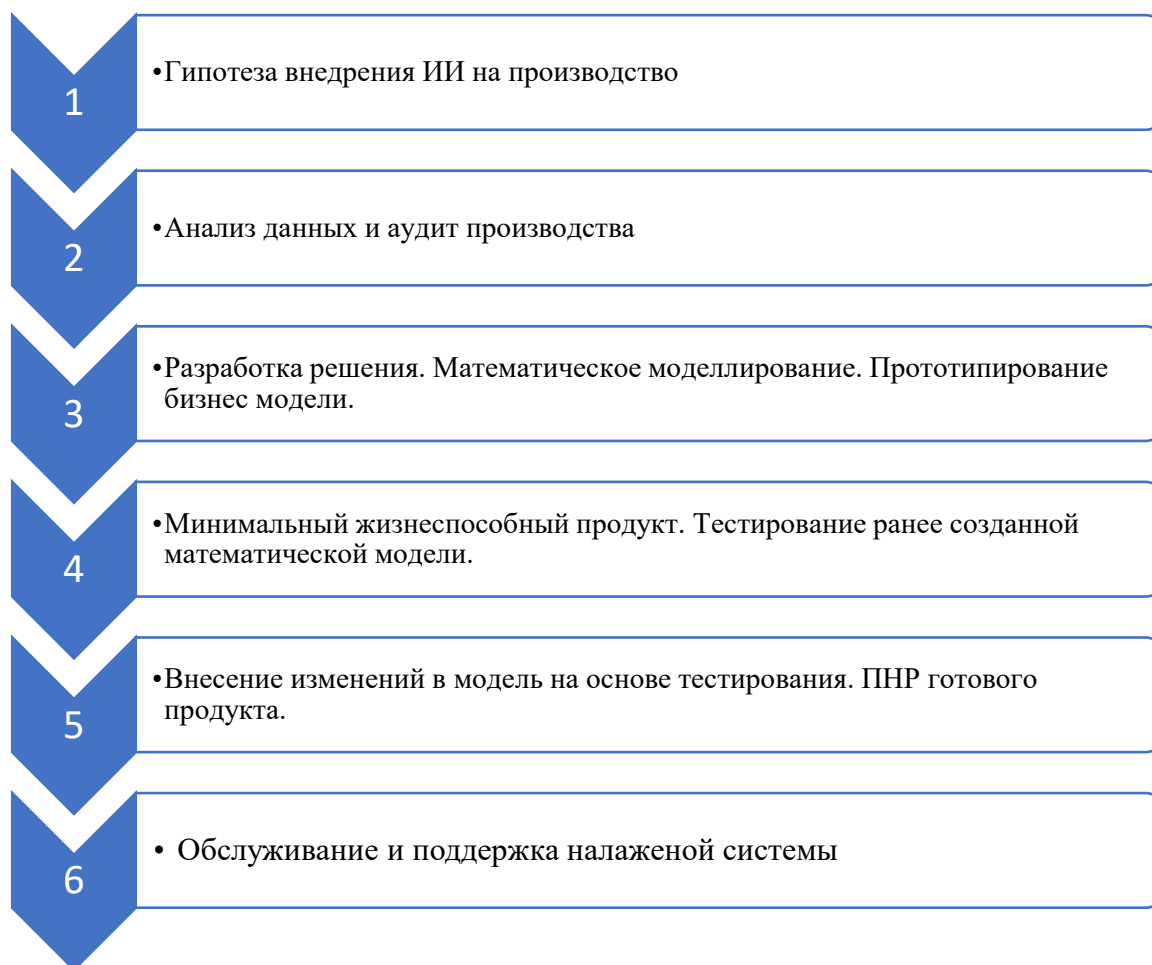 1
•Гипотеза внедрения ИИ на производство
2
•Анализ данных и аудит производства
3
•Разработка решения. Математическое моделлирование. Прототипирование
бизнес модели.
4
•Минимальный жизнеспособный продукт. Тестирование ранее созданной
математической модели.
5
•Внесение изменений в модель на основе тестирования. ПНР готового
продукта.
6
• Обслуживание и поддержка налаженой системы